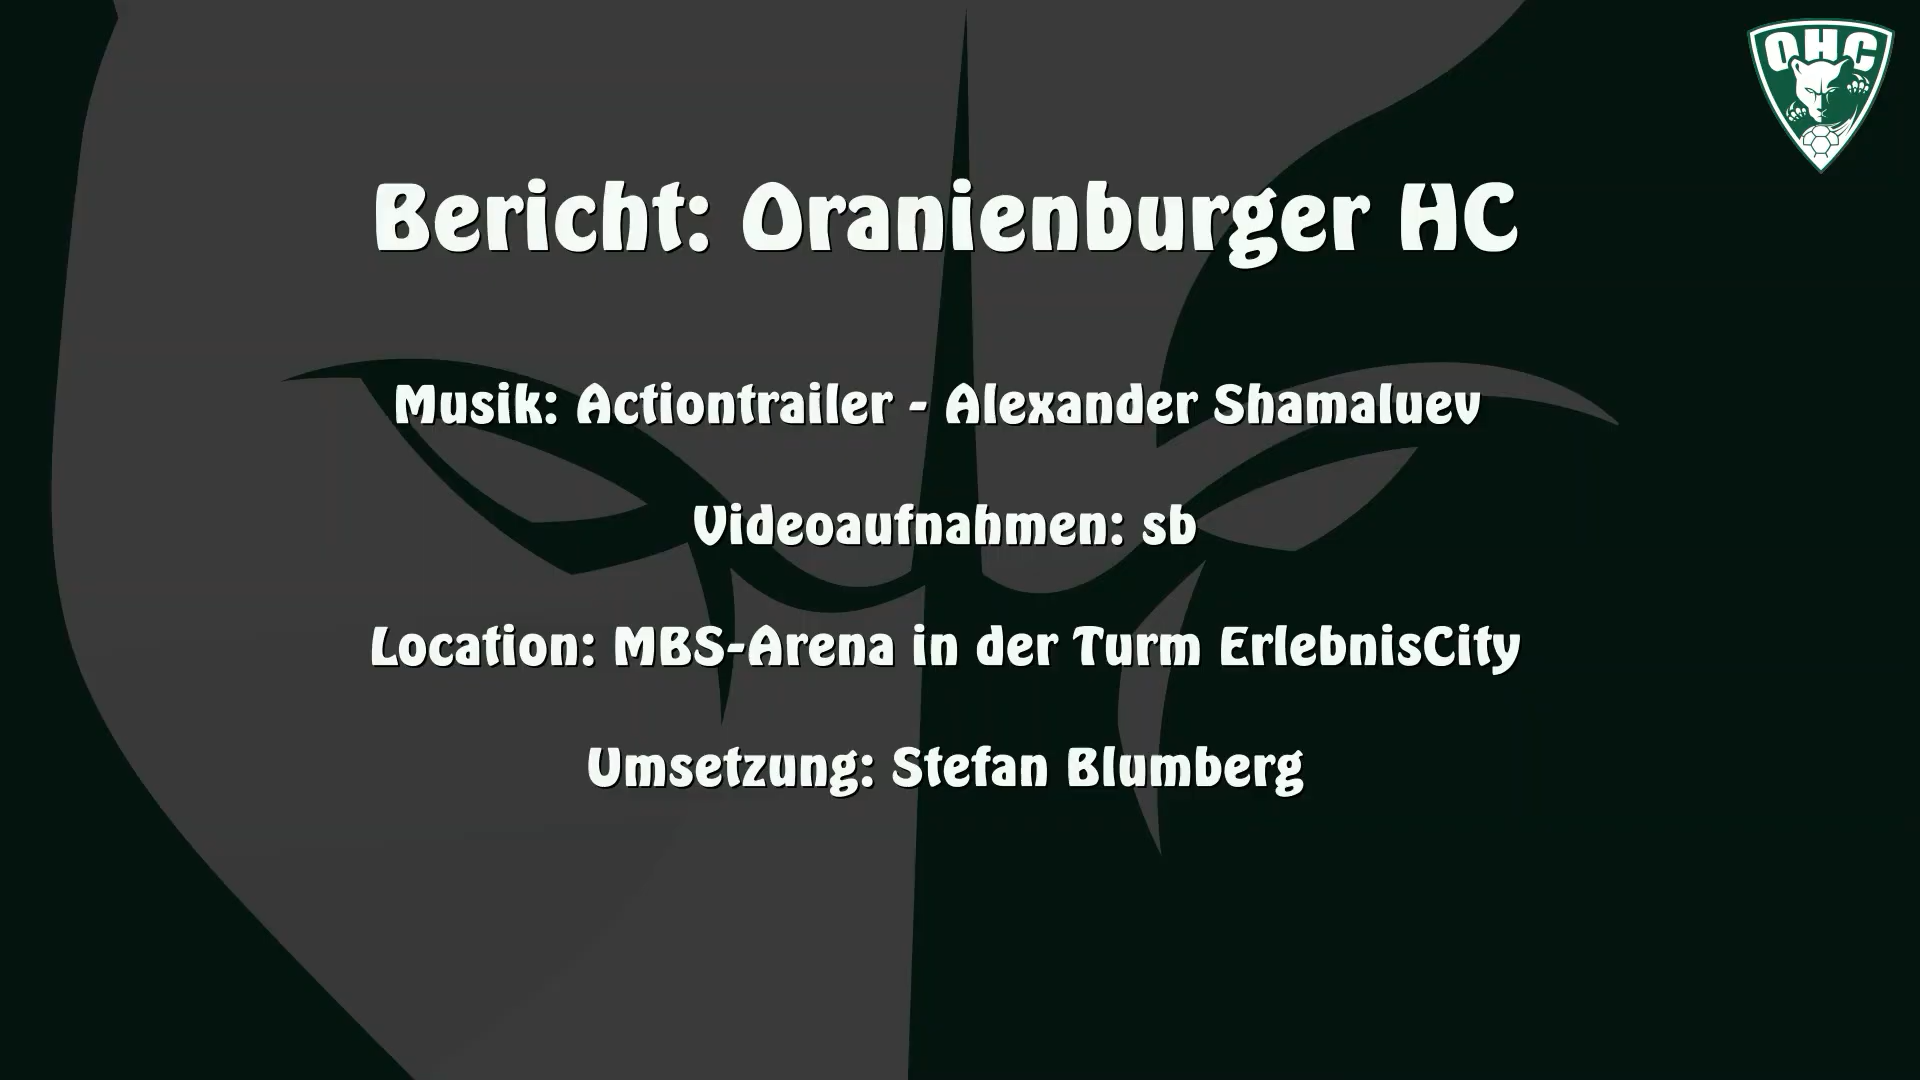 OHC
Bericht: Oranienburger HC
Musik: Actiontrailer - Alexander Shamaluev
Videoaufnahmen: sb
Location: MBS-Arena in der Turm ErlebnisCity
Umsetzung: Stefan Blumberg